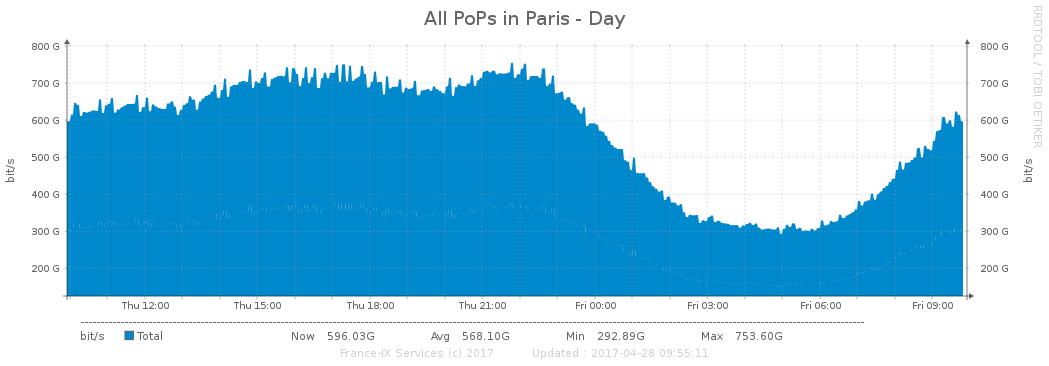 All PoPs in Paris - Day
RRDTOOL / TOBI OETIKER
800 G 800 G
700 G 700 G
600 G 600 G
500 G 500 G
400 G 400 G
300 G 300 G
200 G 200 G
bit/s bit/s
Thu 12:00 Thu 15:00 Thu 18:00 Thu 21:00 Fri 00:00 Fri 03:00 Fri 06:00 Fri 09:00
bit/s Total Now 596.03G Avg 568.10G Min 292.89G Max 753.60G
France-IX Services (c) 2017 Updated : 2017-04-28 09:55:11